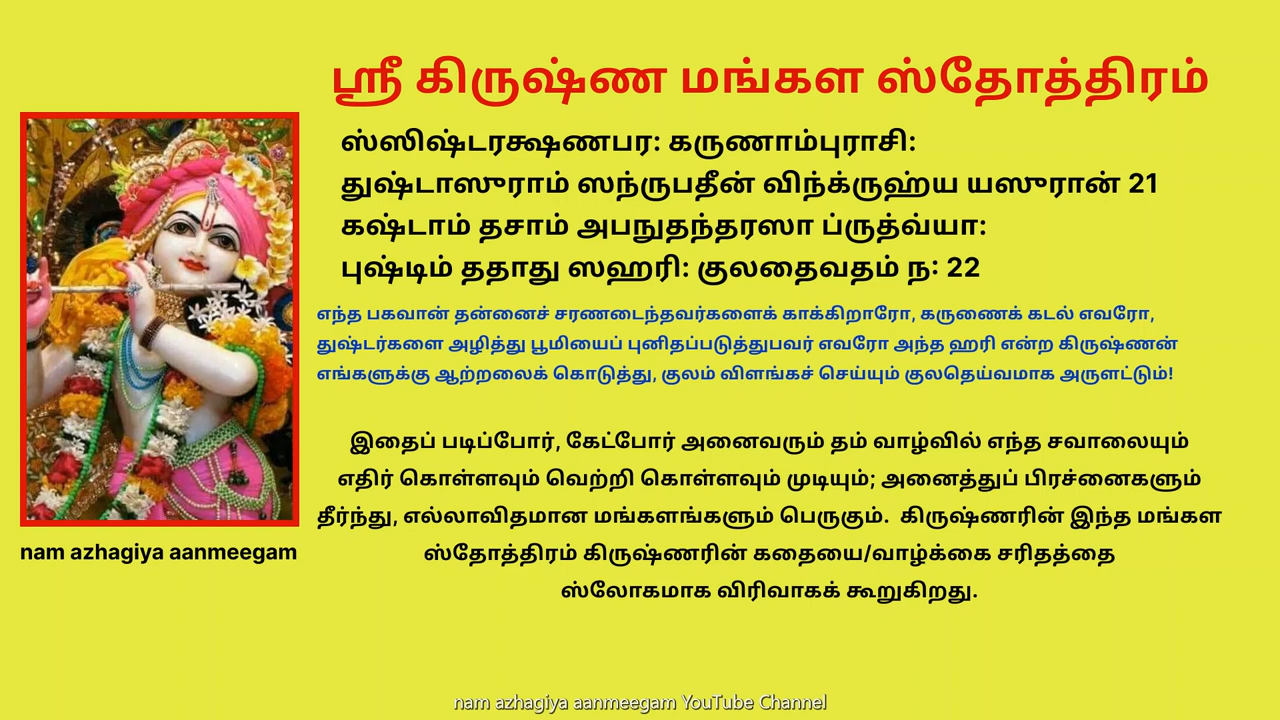 ஸ்ரீ கிருஷ்ண மங்கள ஸ்தோத்திரம்
ஸ்ஸிஷ்டரக்ஷணபர: கருணாம்புராசி:
துஷ்டாஸுராம் ஸந்ருபதீன் விந்க்ருஹ்ய யஸுரான் 21
கஷ்டாம் தசாம் அபநுதந்தரஸா ப்ருத்வ்யா:
புஷ்டிம் ததாது ஸஹரி: குலதைவதம் ந: 22
எந்த பகவான் தன்னைச் சரணடைந்தவர்களைக் காக்கிறாரோ, கருணைக் கடல் எவரோ,
துஷ்டர்களை அழித்து பூமியைப் புனிதப்படுத்துபவர் எவரோ அந்த ஹரி என்ற கிருஷ்ணன்
எங்களுக்கு ஆற்றலைக் கொடுத்து, குலம் விளங்கச் செய்யும் குலதெய்வமாக அருளட்டும்!
இதைப் படிப்போர், கேட்போர் அனைவரும் தம் வாழ்வில் எந்த சவாலையும்
எதிர் கொள்ளவும் வெற்றி கொள்ளவும் முடியும்; அனைத்துப் பிரச்னைகளும்
தீர்ந்து, எல்லாவிதமான மங்களங்களும் பெருகும். கிருஷ்ணரின் இந்த மங்கள
ஸ்தோத்திரம் கிருஷ்ணரின் கதையை/வாழ்க்கை சரிதத்தை
ஸ்லோகமாக விரிவாகக் கூறுகிறது.
nam azhagiya aanmeegam
nam azhagiya aanmeegam YouTube Channel